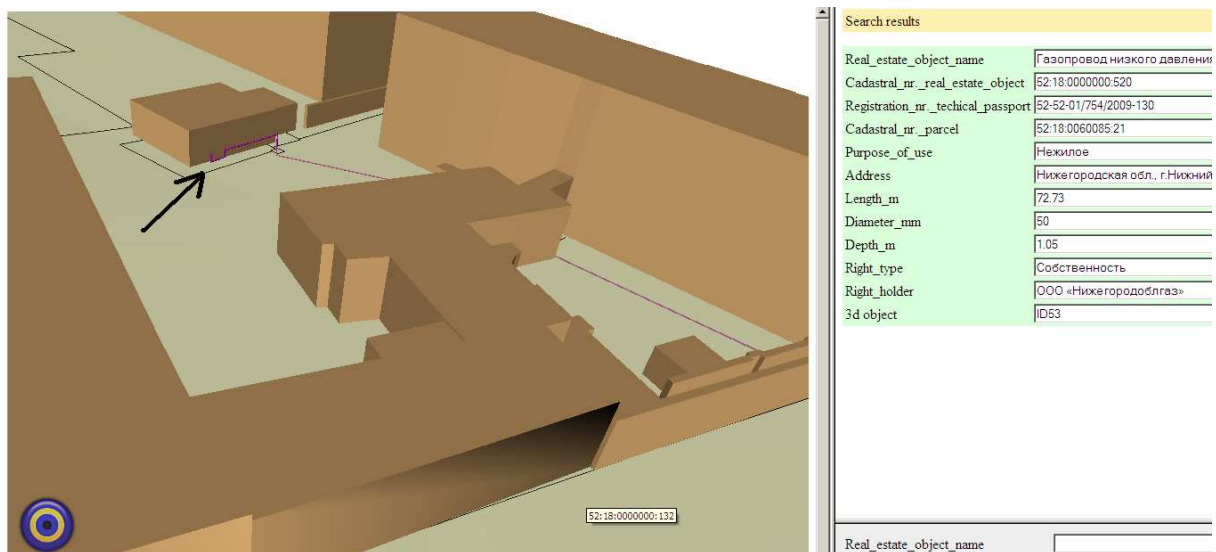 Search results
Real_estate_object_name Газопровод низкого давления
Cadastral_nr._real_estate_object 52:18:0000000:520
Registration_nr._techical_passport 52-52-01/754/2009-130
Cadastral_nr._parcel 52:18:0060085:21
Purpose_of_use Нежилое
Address Нижегородская обл., г.Нижний
Length_m 72.73
Diameter_mm 50
Depth_m 1.05
Right_type Собственность
Right_holder ООО «Нижегородоблгаз»
3d object ID53
52:18:0000000:132
Real_estate_object_name